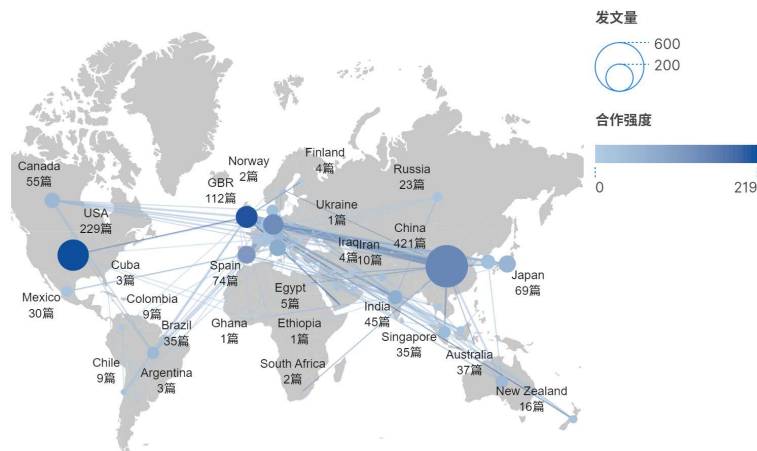 发文量
600
200
合作强度
0
219
Canada
55篇
USA
229篇
Mexico
30篇
Cuba
3篇
Colombia
9篇
Brazil
35篇
Chile
9篇
Argentina
3篇
Norway
2篇
GBR
112篇
Finland
4篇
Russia
23篇
Ukraine
1篇
China
421篇
Iraq
4篇
Iran
10篇
Spain
74篇
Egypt
5篇
Japan
69篇
India
45篇
Ghana
1篇
Ethiopia
1篇
Singapore
35篇
South Africa
2篇
Australia
37篇
New Zealand
16篇